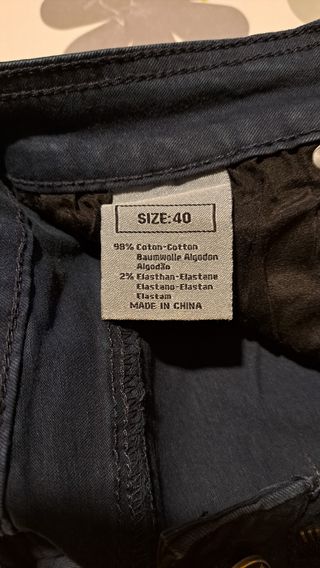 SIZE:40
98% Coton-Cotton
Baumwolle Algodon
Algodão
2% Elasthan-Elastane
Elastano-Elastan
Elastam
MADE IN CHINA